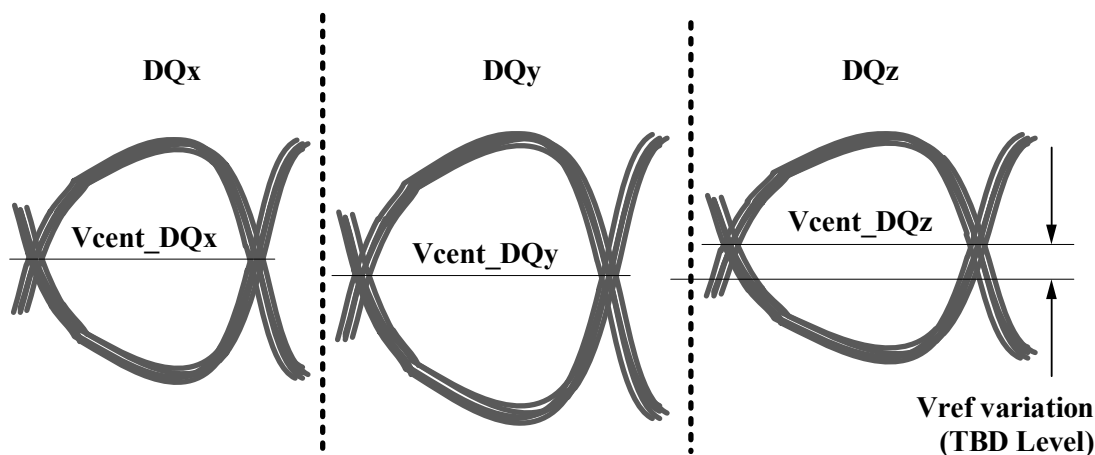 DQx
DQy
DQz
Vcent_DQx
Vcent_DQy
Vcent_DQz
Vref variation
(TBD Level)